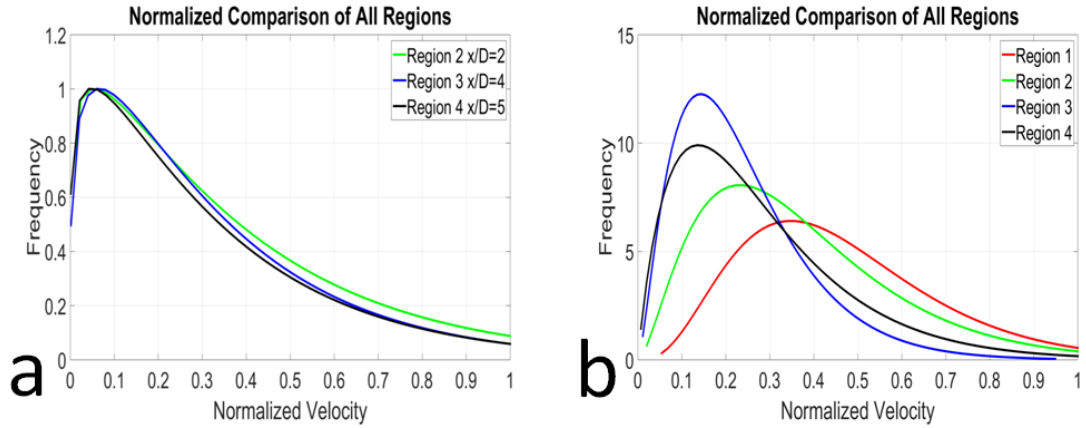 Normalized Comparison of All Regions
1.2
1
0.8
0.6
0.4
0.2
0
Frequency
Region 2 x/D=2
Region 3 x/D=4
Region 4 x/D=5
0 0.1 0.2 0.3 0.4 0.5 0.6 0.7 0.8 0.9 1
Normalized Velocity
a
Normalized Comparison of All Regions
15
10
5
0
Frequency
Region 1
Region 2
Region 3
Region 4
0 0.1 0.2 0.3 0.4 0.5 0.6 0.7 0.8 0.9 1
Normalized Velocity
b